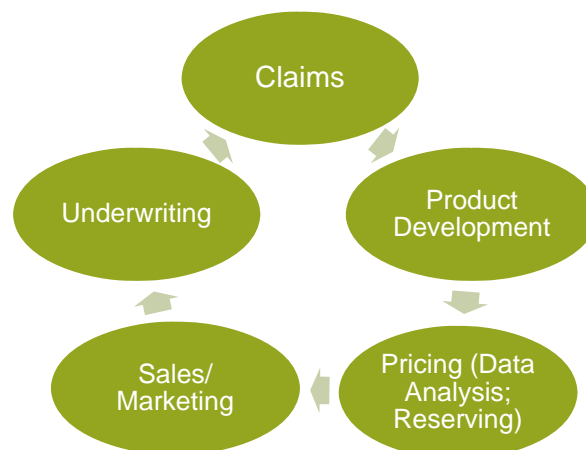 Claims
Product
Development
Pricing (Data
Analysis;
Reserving)
Sales/
Marketing
Underwriting